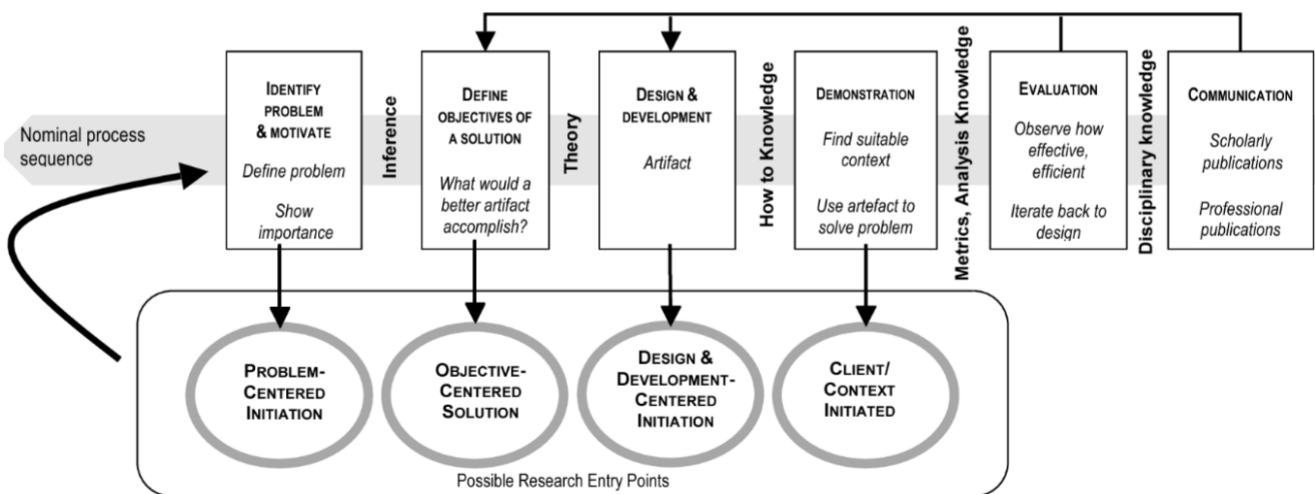 Nominal process
sequence
IDENTIFY
PROBLEM
& MOTIVATE
Define problem
Show
importance
Inference
DEFINE
OBJECTIVES OF
A SOLUTION
What would a
better artifact
accomplish?
Theory
DESIGN &
DEVELOPMENT
Artifact
How to Knowledge
DEMONSTRATION
Find suitable
context
Use artefact to
solve problem
Metrics, Analysis Knowledge
EVALUATION
Observe how
effective,
efficient
Iterate back to
design
Disciplinary knowledge
COMMUNICATION
Scholarly
publications
Professional
publications
PROBLEM-
CENTERED
INITIATION
OBJECTIVE-
CENTERED
SOLUTION
DESIGN &
DEVELOPMENT-
CENTERED
INITIATION
CLIENT/
CONTEXT
INITIATED
Possible Research Entry Points